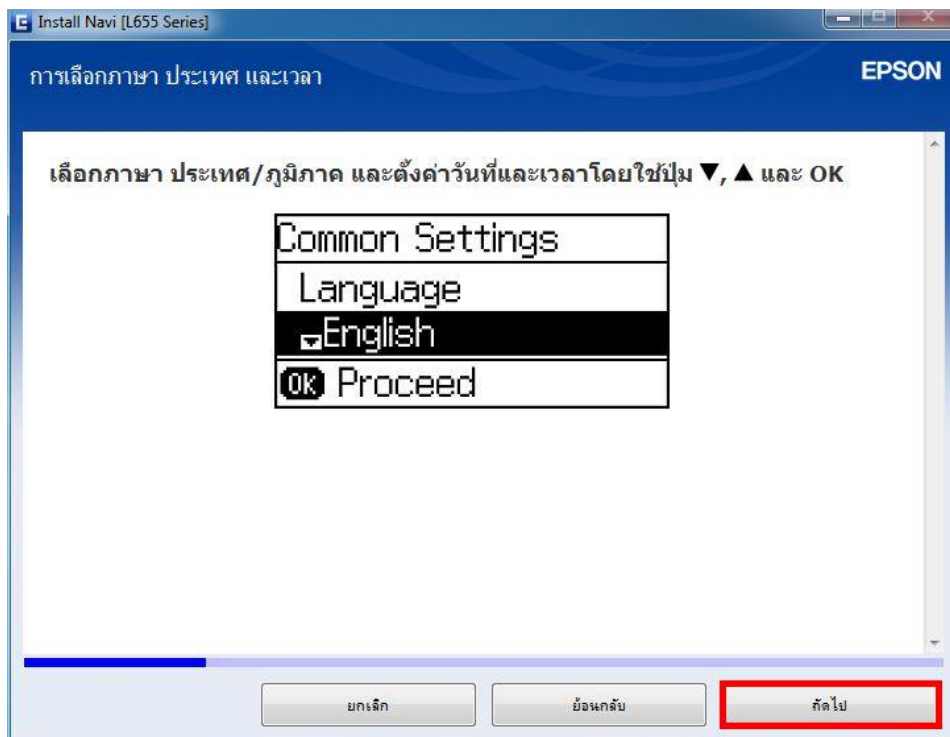 Install Navi [L655 Series]
การเลือกภาษา ประเทศ และเวลา
EPSON
เลือกภาษา ประเทศ/ภูมิภาค และตั้งค่าวันที่และเวลาโดยใช้ปุ่ม ▼, ▲ และ OK
Common Settings
Language
English
OK Proceed
ยกเลิก
ย้อนกลับ
ถัดไป